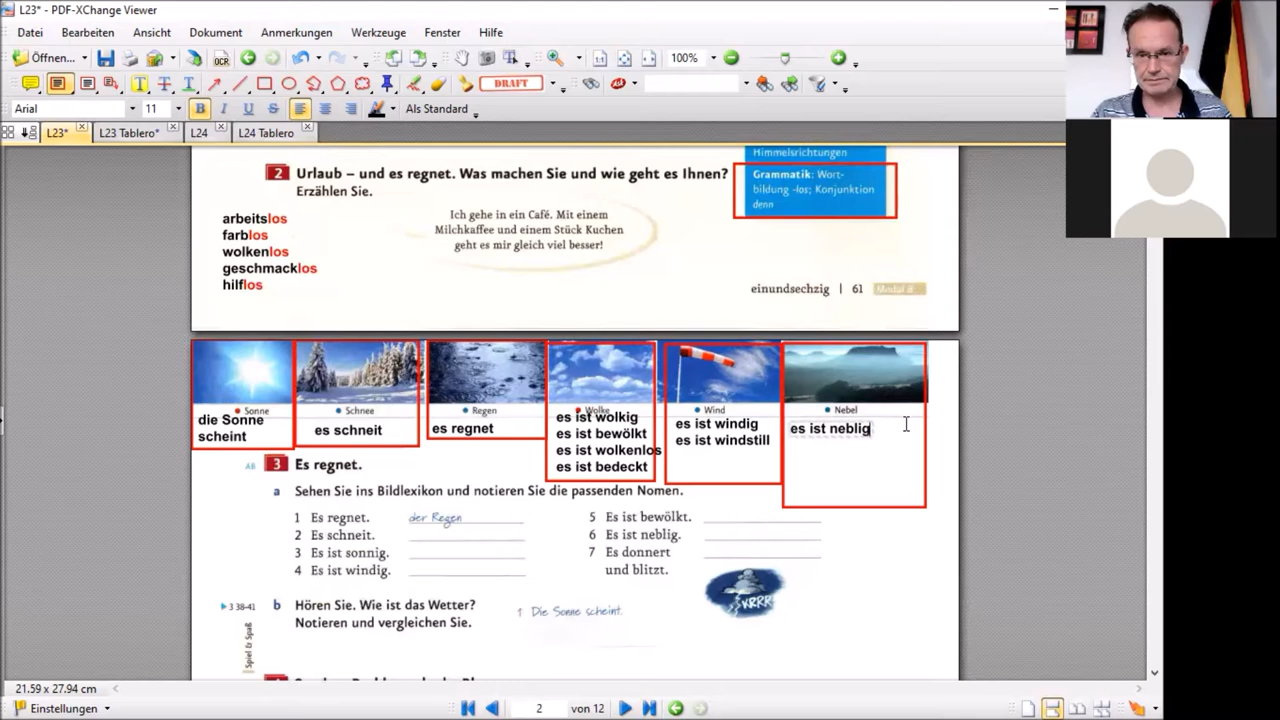 L23* - PDF-XChange Viewer
Datei Bearbeiten Ansicht Dokument Anmerkungen Werkzeuge Fenster Hilfe
Öffnen... OCR 100%
DRAFT
Arial 11 B I U T Als Standard
L23* L23 Tablero* L24 L24 Tablero
Himmelsrichtungen
Grammatik: Wort-
bildung -los; Konjunktion
denn
2 Urlaub – und es regnet. Was machen Sie und wie geht es Ihnen?
Erzählen Sie.
arbeitslos
farblos
wolkenlos
geschmacklos
hilflos
Ich gehe in ein Café. Mit einem
Milchkaffee und einem Stück Kuchen
geht es mir gleich viel besser!
einundsechzig | 61 Modul 8
Sonne
die Sonne
scheint
Schnee
es schneit
Regen
es regnet
Wolke
es ist wolkig
es ist bewölkt
es ist wolkenlos
es ist bedeckt
Wind
es ist windig
es ist windstill
Nebel
es ist neblig
AB 3 Es regnet.
a Sehen Sie ins Bildlexikon und notieren Sie die passenden Nomen.
1 Es regnet. der Regen
2 Es schneit.
3 Es ist sonnig.
4 Es ist windig.
5 Es ist bewölkt.
6 Es ist neblig.
7 Es donnert
und blitzt.
KRRR
3 38-41 b Hören Sie. Wie ist das Wetter?
Notieren und vergleichen Sie.
1 Die Sonne scheint.
Spiel & Spaß
21.59 x 27.94 cm
Einstellungen 2 von 12